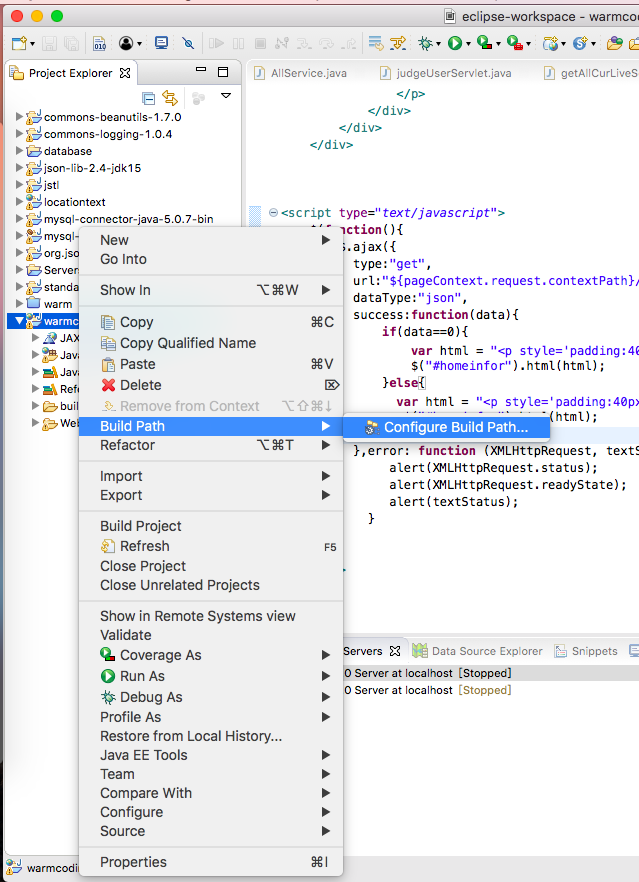 eclipse-workspace - warmco
Project Explorer
AllService.java
judgeUserServlet.java
getAllCurLiveS
commons-beanutils-1.7.0
commons-logging-1.0.4
database
json-lib-2.4-jdk15
jstl
locationtext
mysql-connector-java-5.0.7-bin
mysql-
org.jso
Server
standa
warm
warmc
JAX
Java
Java
Refe
buil
Web
warmcodi
</p>
</div>
</div>
</div>
<script type="text/javascript">
function(){
.ajax({
type:"get",
url:"${pageContext.request.contextPath}/
dataType:"json",
success:function(data){
if(data==0){
var html = "<p style='padding:40
$("#homeinfor").html(html);
}else{
var html = "<p style='padding:40px
html(html);
},error: function (XMLHttpRequest, textS
alert(XMLHttpRequest.status);
alert(XMLHttpRequest.readyState);
alert(textStatus);
}
New
Go Into
Show In ⌥⌘W
Copy ⌘C
Copy Qualified Name
Paste ⌘V
Delete ⌦
Remove from Context ⌥⇧⌘↓
Build Path
Configure Build Path...
Refactor ⌥⌘T
Import
Export
Build Project
Refresh F5
Close Project
Close Unrelated Projects
Show in Remote Systems view
Validate
Coverage As
Run As
Debug As
Profile As
Restore from Local History...
Java EE Tools
Team
Compare With
Configure
Source
Properties ⌘I
Servers
Data Source Explorer
Snippets
0 Server at localhost [Stopped]
0 Server at localhost [Stopped]